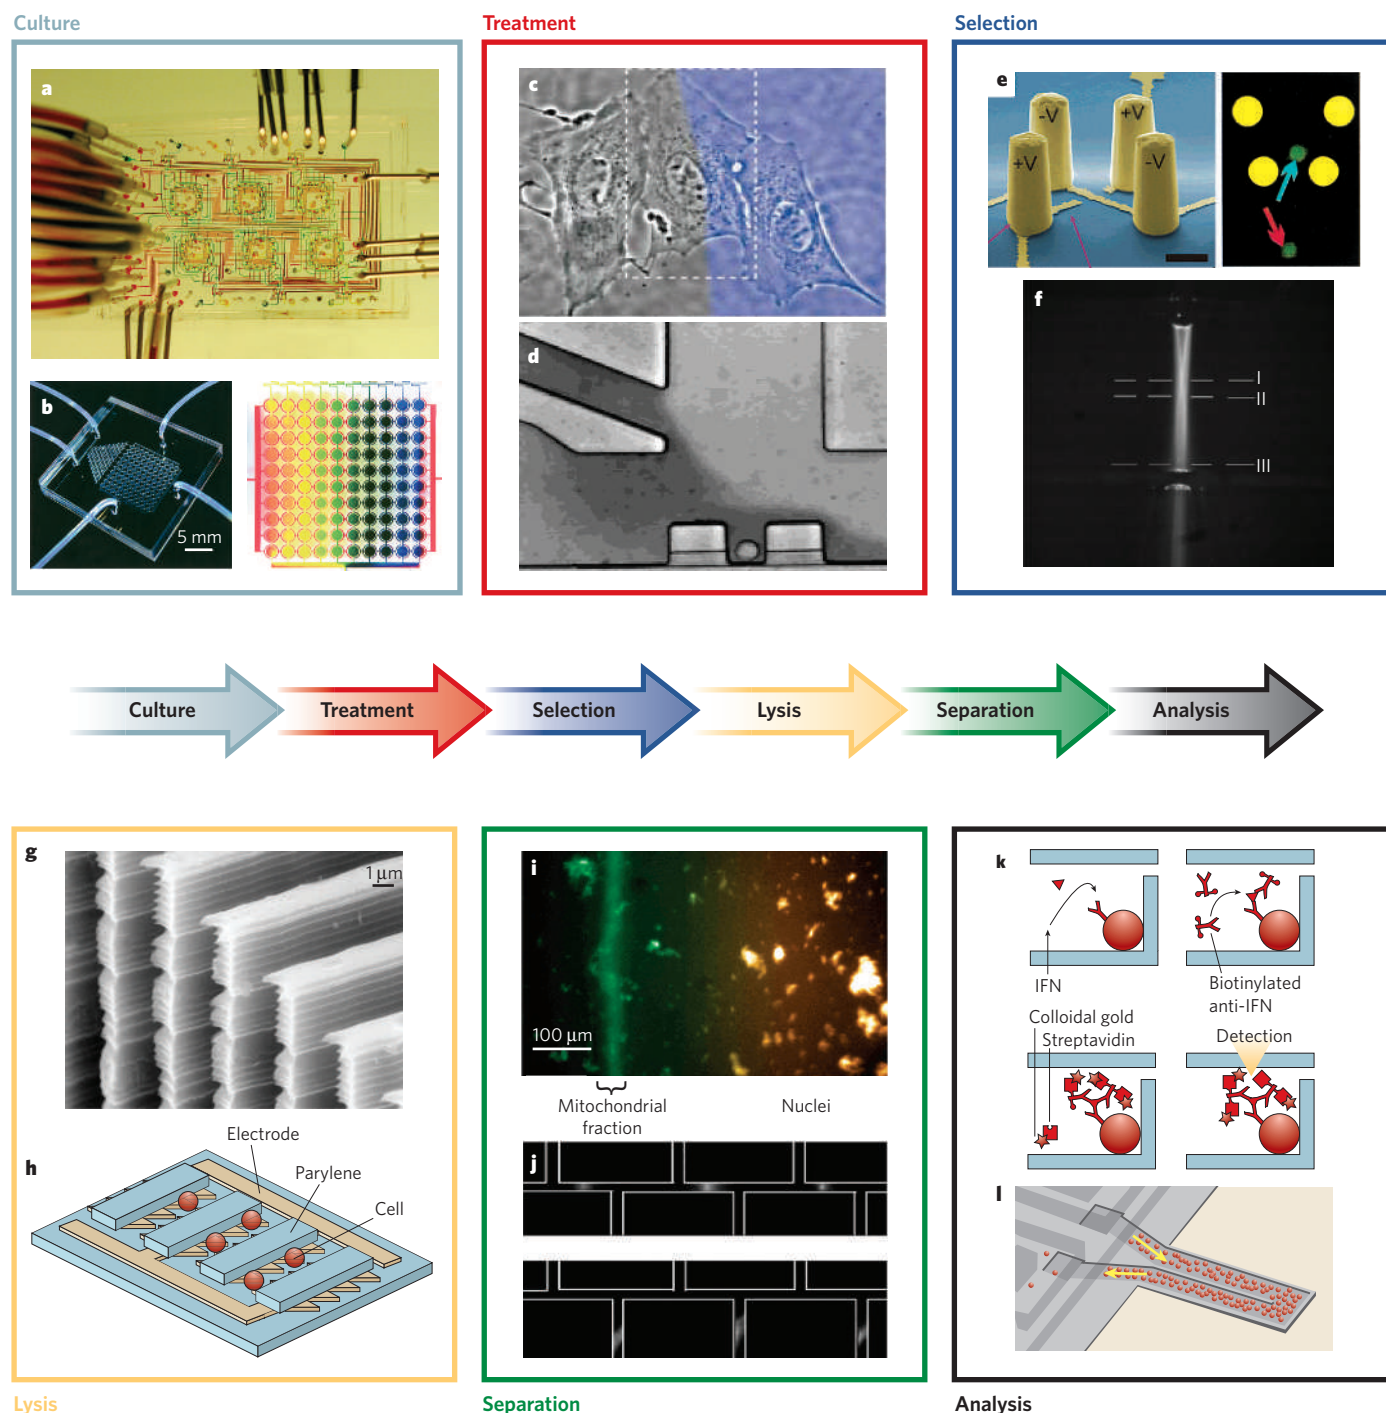 Culture
Treatment
Selection
a
b
5 mm
c
d
e
-V
+V
+V
-V
f
I
II
III
Culture
Treatment
Selection
Lysis
Separation
Analysis
g
1 μm
h
Electrode
Parylene
Cell
i
100 μm
Mitochondrial
fraction
Nuclei
j
k
IFN
Biotinylated
anti-IFN
Colloidal gold
Streptavidin
Detection
l
Lysis
Separation
Analysis